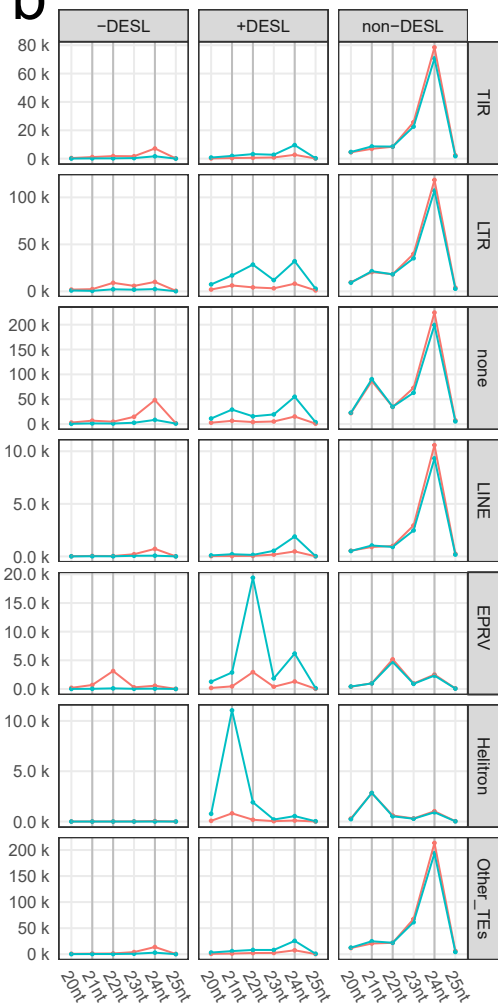 b
−DESL +DESL non−DESL
80 k
60 k
40 k
20 k
0 k
TIR
100 k
50 k
0 k
LTR
200 k
150 k
100 k
50 k
0 k
none
10.0 k
5.0 k
0.0 k
LINE
20.0 k
15.0 k
10.0 k
5.0 k
0.0 k
EPRV
10.0 k
5.0 k
0.0 k
Helitron
200 k
150 k
100 k
50 k
0 k
Other_TEs
20nt 21nt 22nt 23nt 24nt 25nt 20nt 21nt 22nt 23nt 24nt 25nt 20nt 21nt 22nt 23nt 24nt 25nt